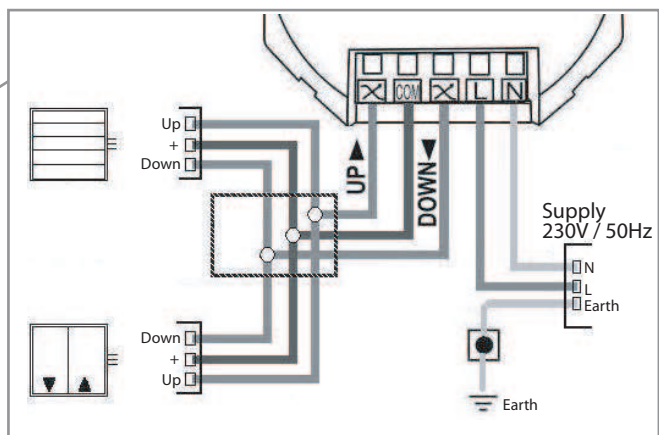 COM L N
UP▲
DOWN▼
Up
+
Down
Supply
230V / 50Hz
N
L
Earth
Down
+
Up
Earth